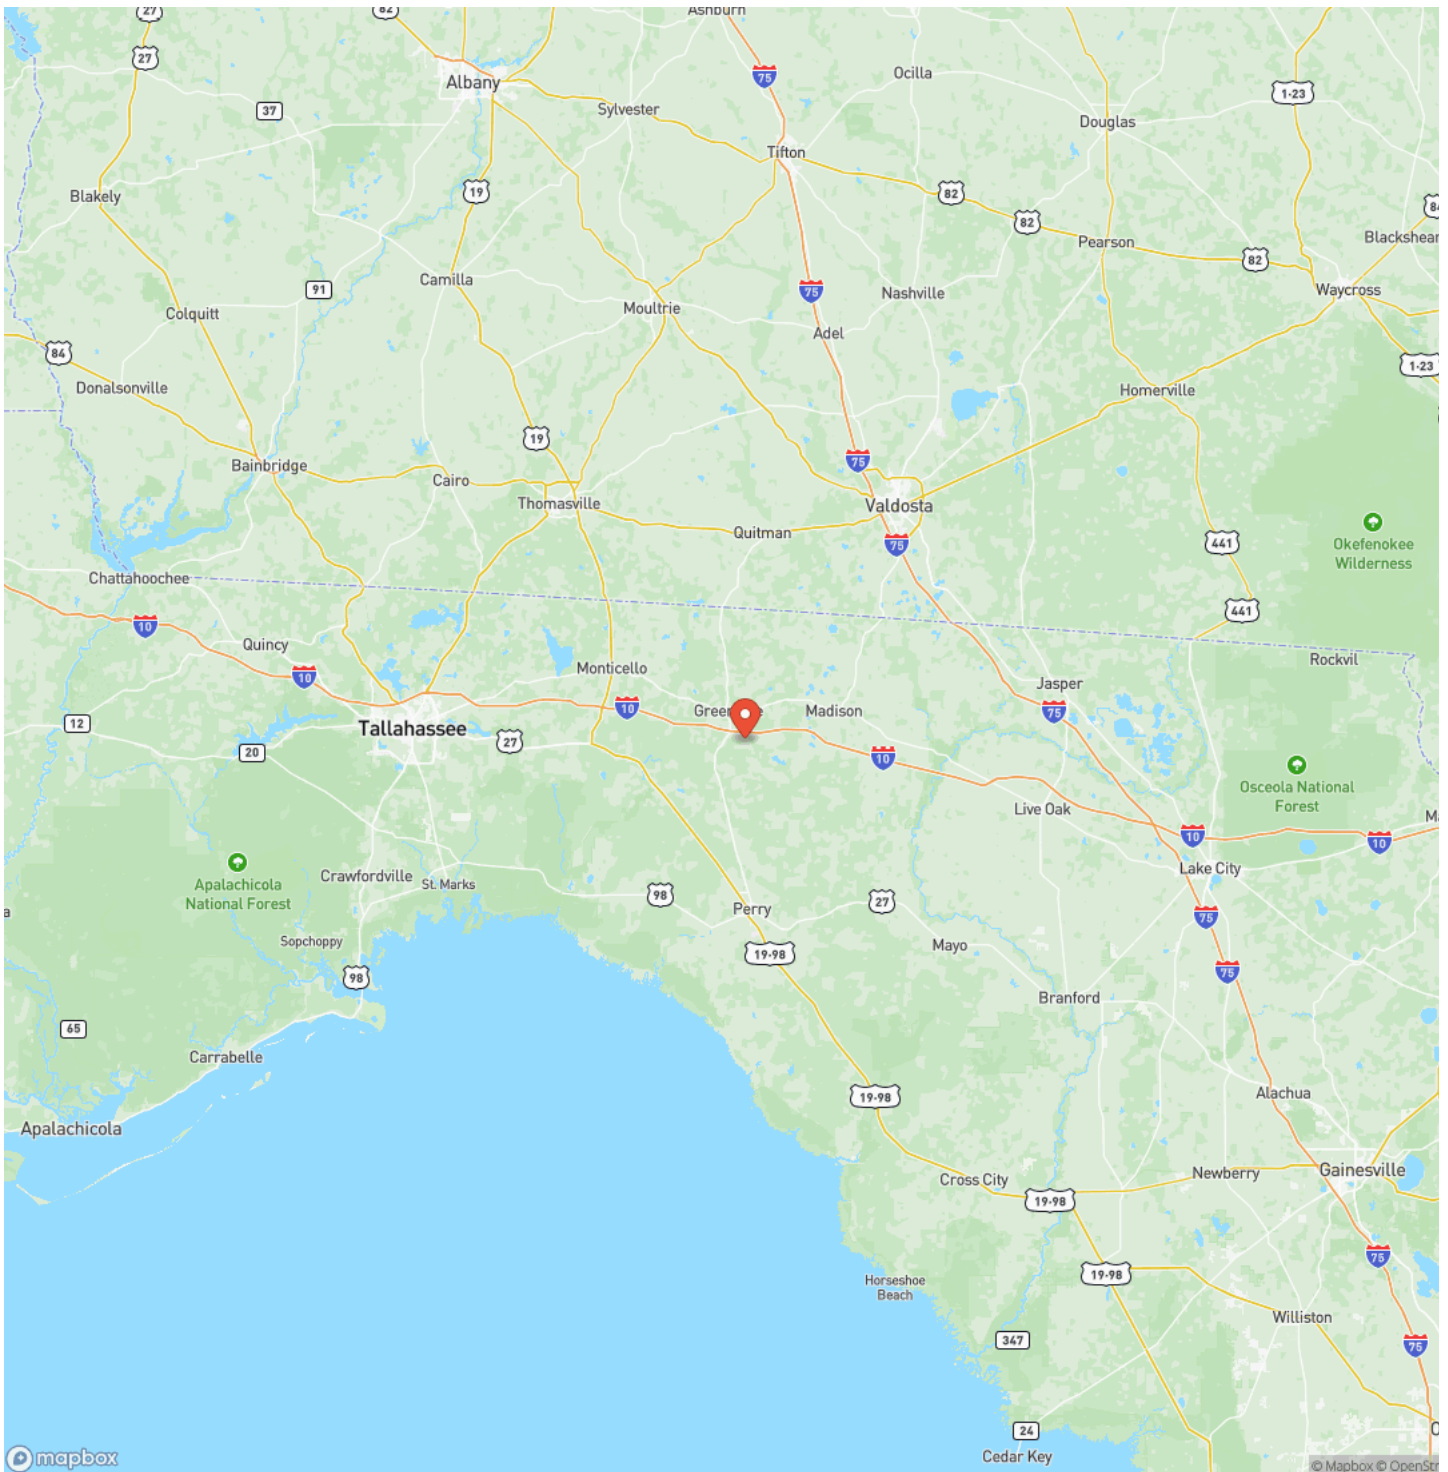 27
82
Ashburn
27
Albany
75
Ocilla
1-23
37
Sylvester
Douglas
Tifton
Blakely
19
82
82
84
Pearson
Blackshear
82
91
Camilla
75
Nashville
Waycross
Colquitt
Moultrie
Adel
84
1-23
Donalsonville
Homerville
19
Bainbridge
Cairo
75
Thomasville
Valdosta
Quitman
75
441
Okefenokee
Wilderness
Chattahoochee
10
441
Quincy
Monticello
Rockvil
10
Jasper
10
75
12
Tallahassee
27
Madison
20
10
Osceola National
Forest
Live Oak
10
10
Lake City
Apalachicola
National Forest
Crawfordville
St. Marks
98
27
Perry
75
Sopchoppy
19-98
Mayo
98
75
Branford
65
Carrabelle
19-98
Alachua
Apalachicola
Gainesville
Newberry
Cross City
19-98
75
19-98
Horseshoe
Beach
Williston
347
75
24
Cedar Key
mapbox
© Mapbox © OpenStr